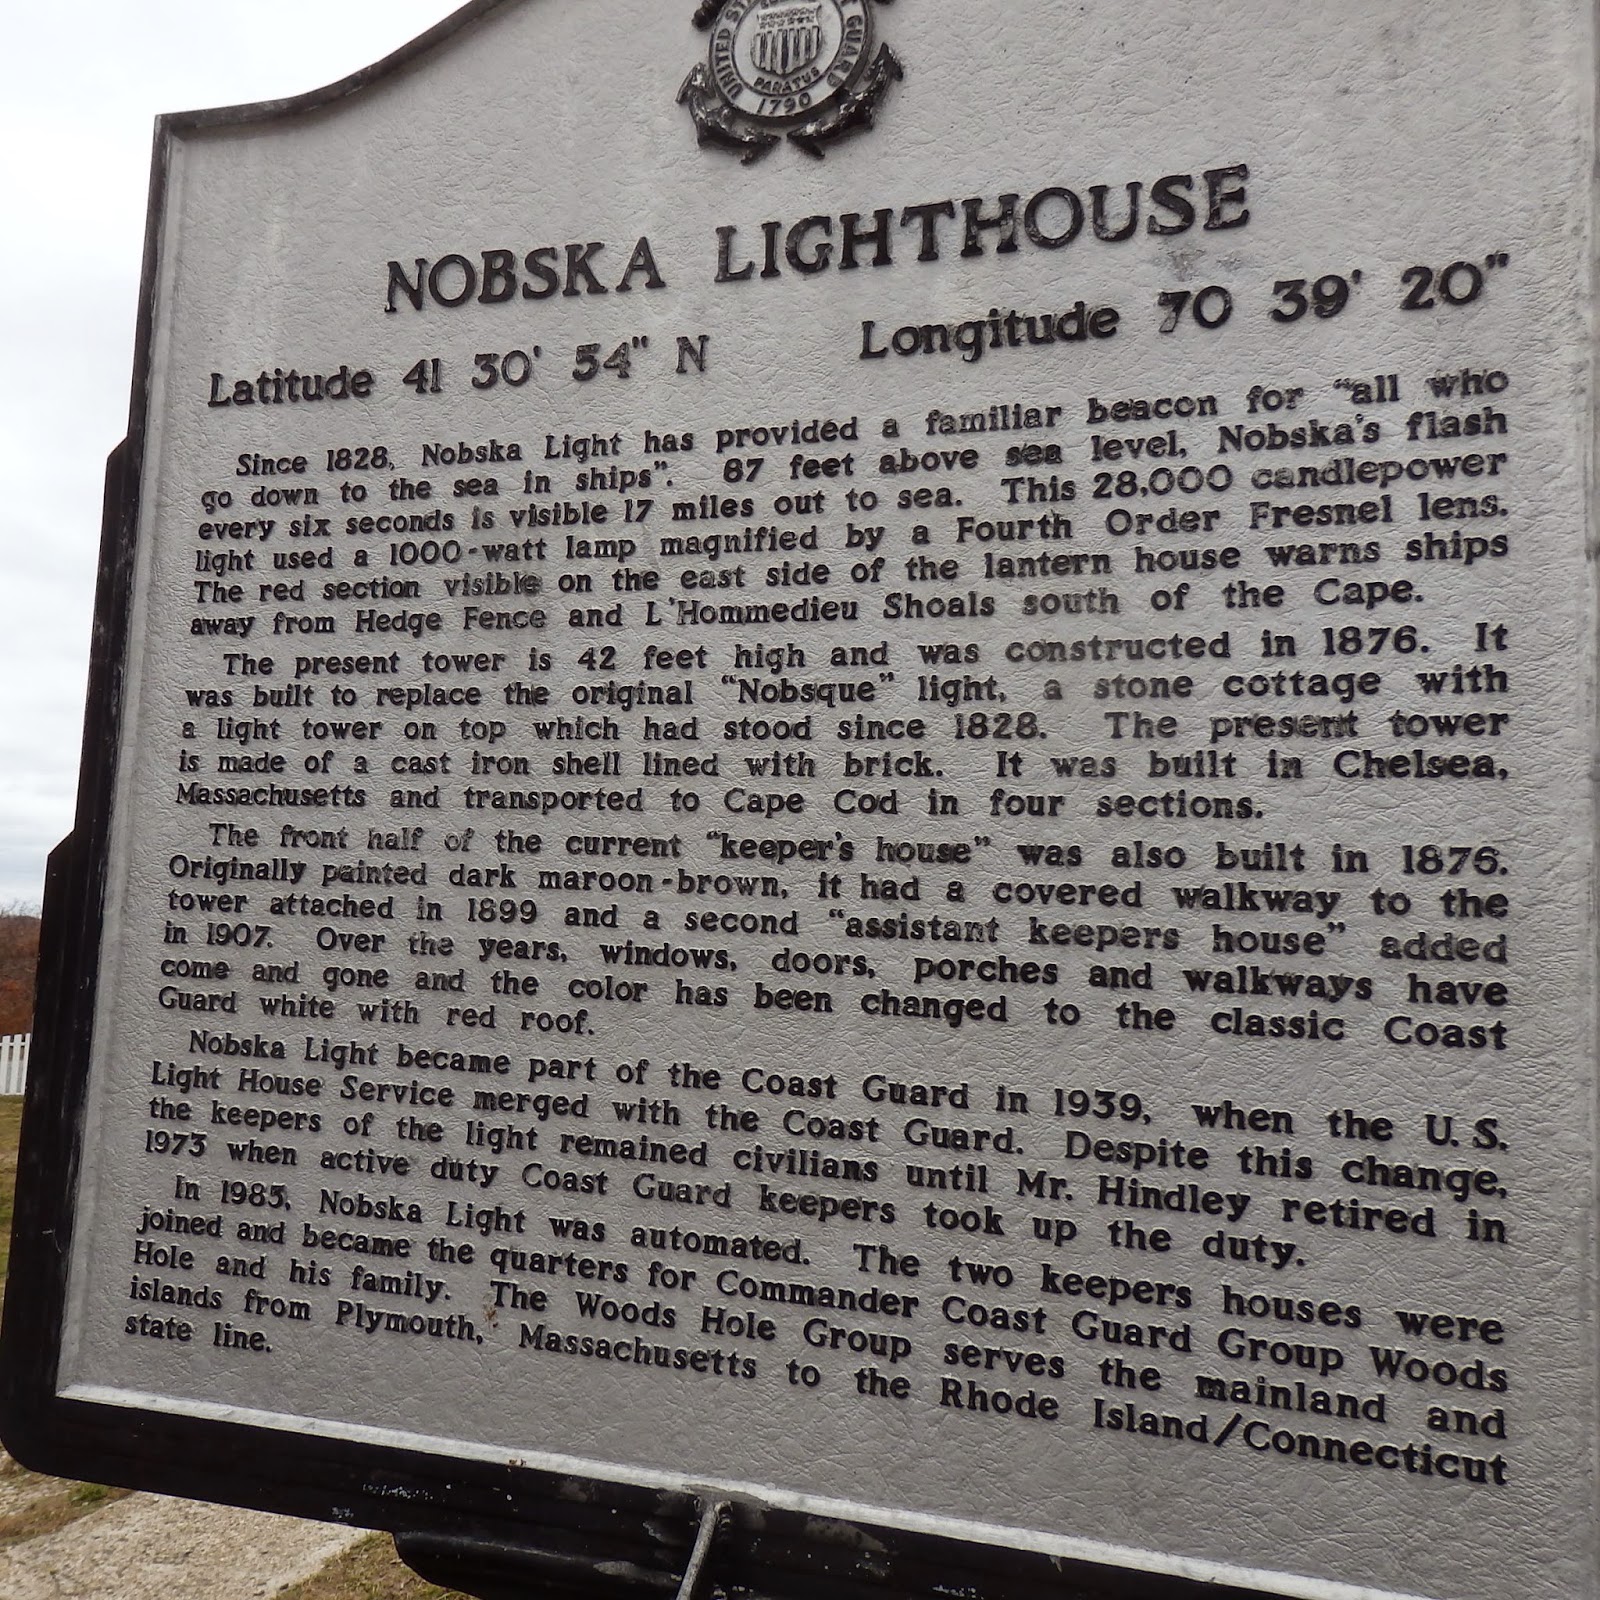 UNITED ST GUARD
PARATUS
1790
NOBSKA LIGHTHOUSE
Latitude 41 30' 54" N Longitude 70 39' 20"
Since 1828, Nobska Light has provided a familiar beacon for "all who
go down to the sea in ships". 87 feet above sea level, Nobska's flash
every six seconds is visible 17 miles out to sea. This 28,000 candlepower
light used a 1000-watt lamp magnified by a Fourth Order Fresnel lens.
The red section visible on the east side of the lantern house warns ships
away from Hedge Fence and L'Hommedieu Shoals south of the Cape.
The present tower is 42 feet high and was constructed in 1876. It
was built to replace the original "Nobsque" light, a stone cottage with
a light tower on top which had stood since 1828. The present tower
is made of a cast iron shell lined with brick. It was built in Chelsea,
Massachusetts and transported to Cape Cod in four sections.
The front half of the current "keeper's house" was also built in 1876.
Originally painted dark maroon-brown, it had a covered walkway to the
tower attached in 1899 and a second "assistant keepers house" added
in 1907. Over the years, windows, doors, porches and walkways have
come and gone and the color has been changed to the classic Coast
Guard white with red roof.
Nobska Light became part of the Coast Guard in 1939, when the U.S.
Light House Service merged with the Coast Guard. Despite this change,
the keepers of the light remained civilians until Mr. Hindley retired in
1973 when active duty Coast Guard keepers took up the duty.
In 1985, Nobska Light was automated. The two keepers houses were
joined and became the quarters for Commander Coast Guard Group Woods
Hole and his family. The Woods Hole Group serves the mainland and
islands from Plymouth, Massachusetts to the Rhode Island/Connecticut
state line.